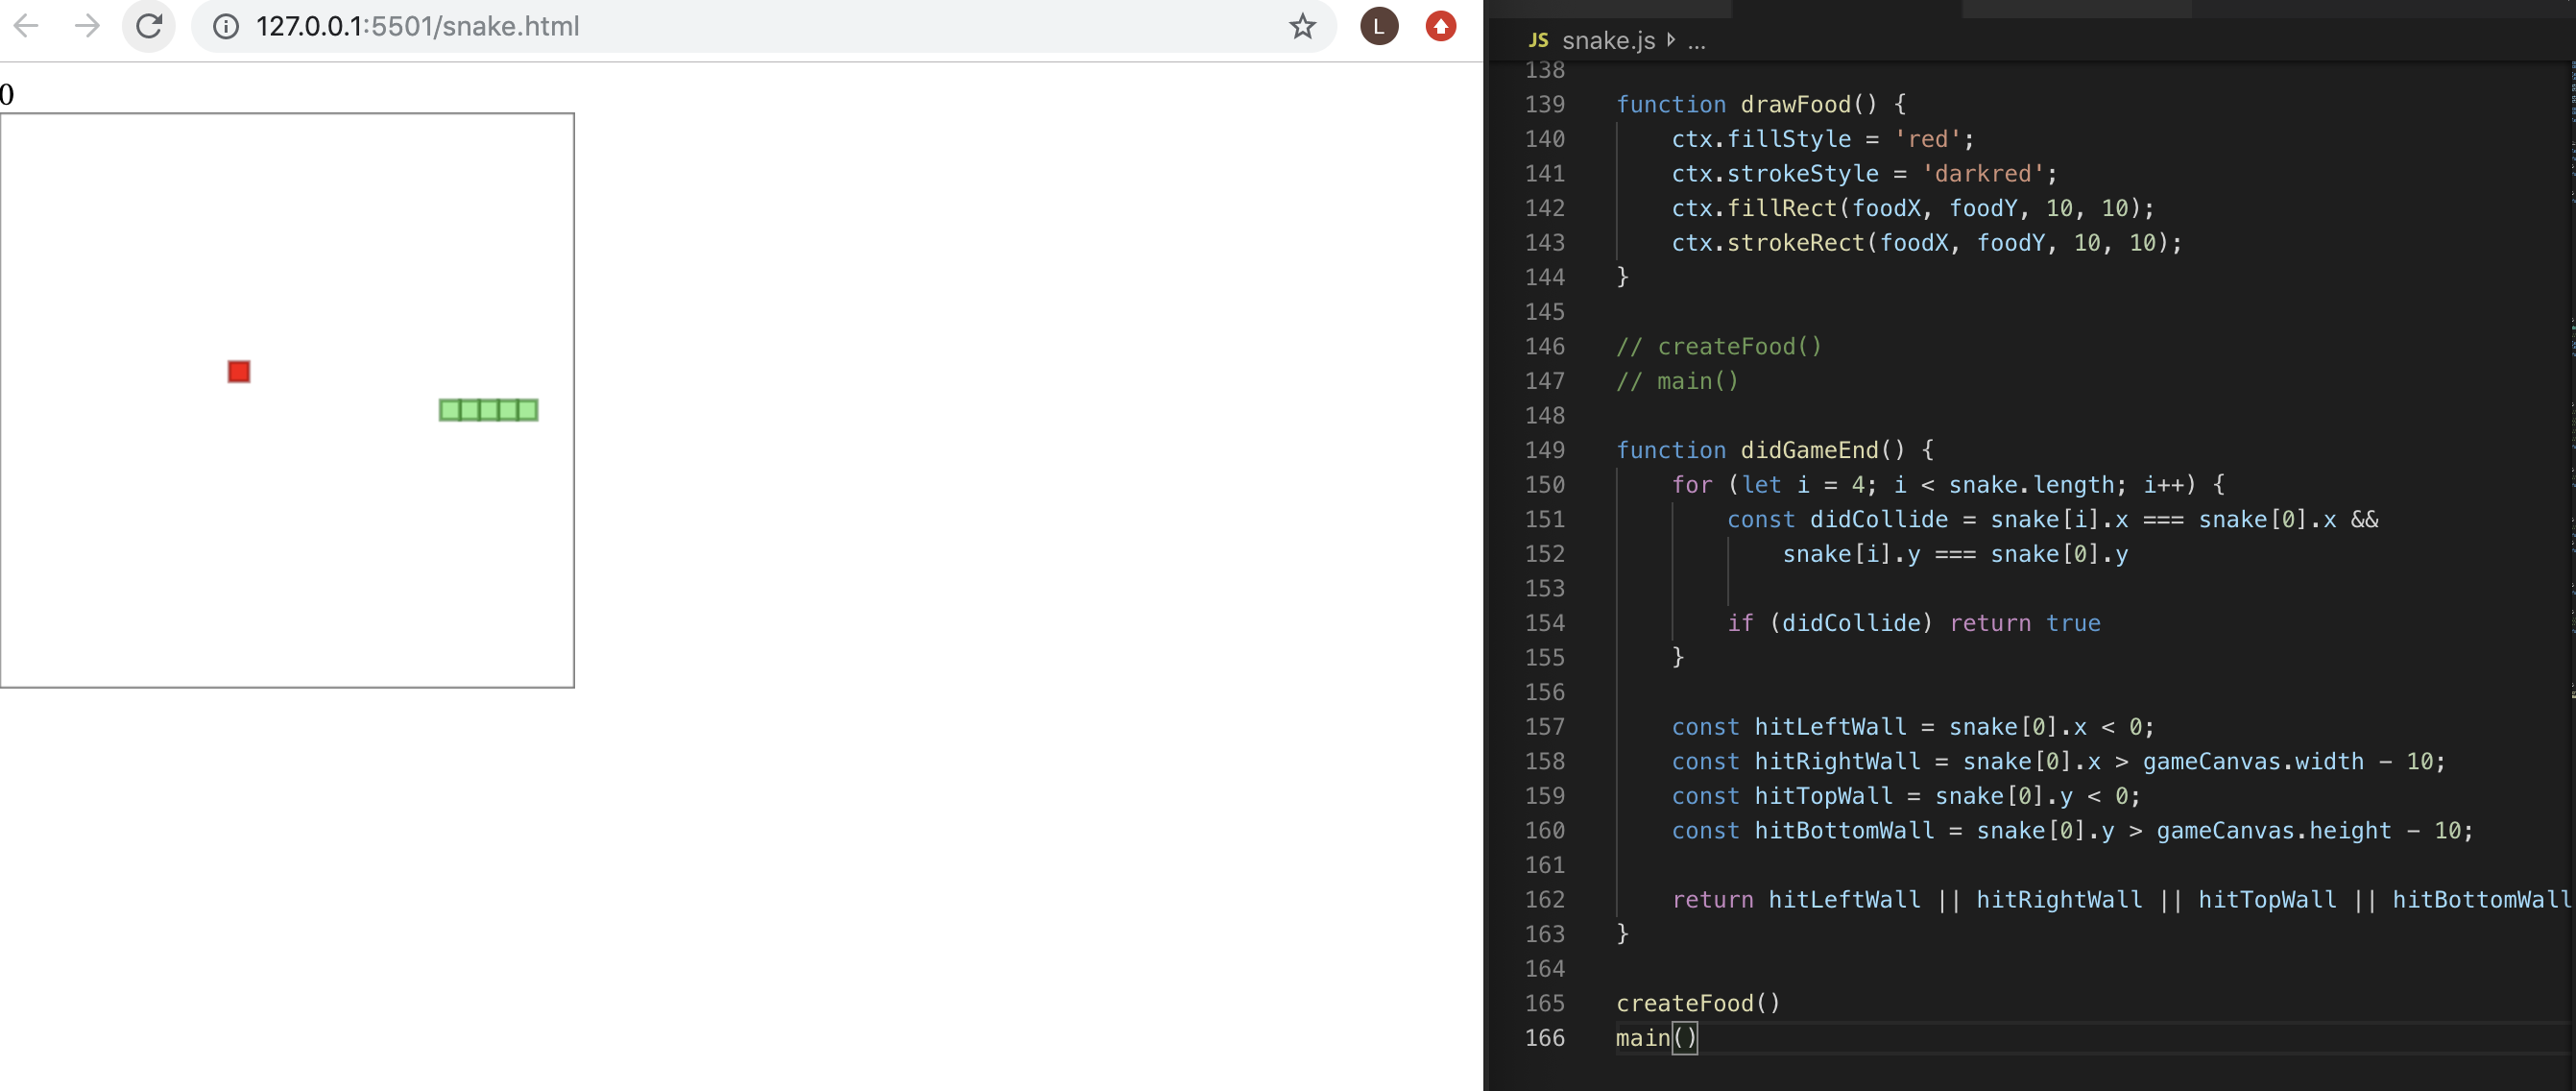 127.0.0.1:5501/snake.html
L
0
JS snake.js ...
138
139 function drawFood() {
140 ctx.fillStyle = 'red';
141 ctx.strokeStyle = 'darkred';
142 ctx.fillRect(foodX, foodY, 10, 10);
143 ctx.strokeRect(foodX, foodY, 10, 10);
144 }
145
146 // createFood()
147 // main()
148
149 function didGameEnd() {
150 for (let i = 4; i < snake.length; i++) {
151 const didCollide = snake[i].x === snake[0].x &&
152 snake[i].y === snake[0].y
153
154 if (didCollide) return true
155 }
156
157 const hitLeftWall = snake[0].x < 0;
158 const hitRightWall = snake[0].x > gameCanvas.width - 10;
159 const hitTopWall = snake[0].y < 0;
160 const hitBottomWall = snake[0].y > gameCanvas.height - 10;
161
162 return hitLeftWall || hitRightWall || hitTopWall || hitBottomWall
163 }
164
165 createFood()
166 main()